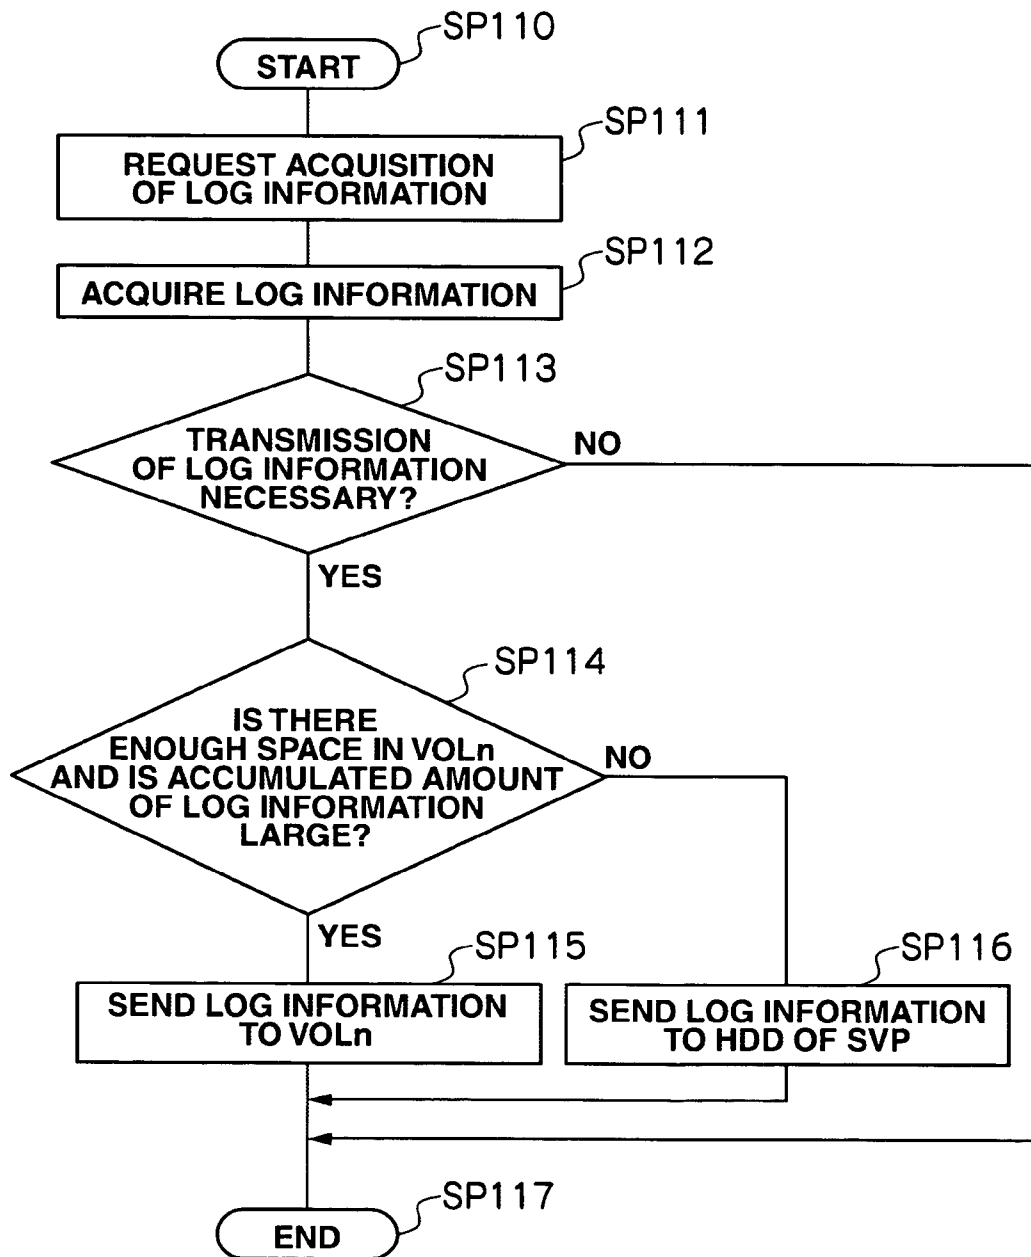 SP110
START
SP111
REQUEST ACQUISITION
OF LOG INFORMATION
SP112
ACQUIRE LOG INFORMATION
SP113
TRANSMISSION
OF LOG INFORMATION
NECESSARY?
NO
YES
SP114
IS THERE
ENOUGH SPACE IN VOLn
AND IS ACCUMULATED AMOUNT
OF LOG INFORMATION
LARGE?
NO
YES
SP115
SEND LOG INFORMATION
TO VOLn
SP116
SEND LOG INFORMATION
TO HDD OF SVP
SP117
END